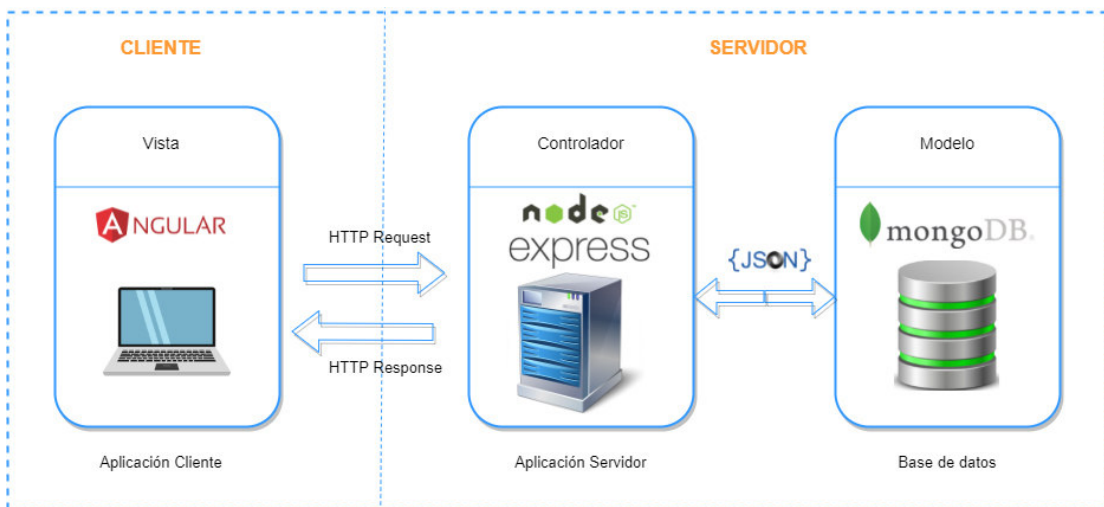 CLIENTE
SERVIDOR
Vista
Controlador
Modelo
ANGULAR
node JS
express
mongoDB.
HTTP Request
{JSON}
HTTP Response
Aplicación Cliente
Aplicación Servidor
Base de datos